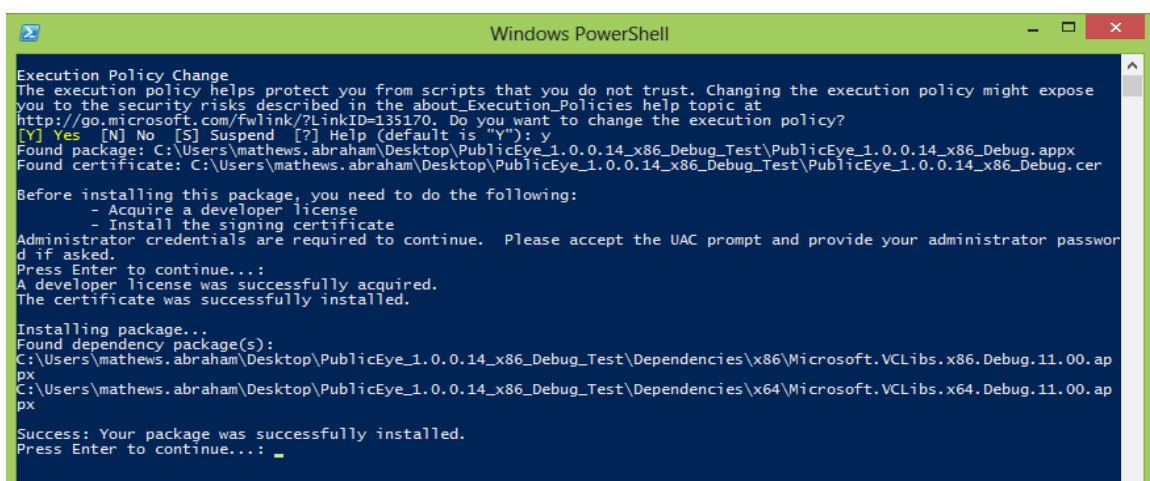 Windows PowerShell
Execution Policy Change
The execution policy helps protect you from scripts that you do not trust. Changing the execution policy might expose
you to the security risks described in the about_Execution_Policies help topic at
http://go.microsoft.com/fwlink/?LinkID=135170. Do you want to change the execution policy?
[Y] Yes  [N] No  [S] Suspend  [?] Help (default is "Y"): y
Found package: C:\Users\mathews.abraham\Desktop\PublicEye_1.0.0.14_x86_Debug_Test\PublicEye_1.0.0.14_x86_Debug.appx
Found certificate: C:\Users\mathews.abraham\Desktop\PublicEye_1.0.0.14_x86_Debug_Test\PublicEye_1.0.0.14_x86_Debug.cer
Before installing this package, you need to do the following:
- Acquire a developer license
- Install the signing certificate
Administrator credentials are required to continue.  Please accept the UAC prompt and provide your administrator passwor
d if asked.
Press Enter to continue...:
A developer license was successfully acquired.
The certificate was successfully installed.
Installing package...
Found dependency package(s):
C:\Users\mathews.abraham\Desktop\PublicEye_1.0.0.14_x86_Debug_Test\Dependencies\x86\Microsoft.VCLibs.x86.Debug.11.00.ap
px
C:\Users\mathews.abraham\Desktop\PublicEye_1.0.0.14_x86_Debug_Test\Dependencies\x64\Microsoft.VCLibs.x64.Debug.11.00.ap
px
Success: Your package was successfully installed.
Press Enter to continue...: _